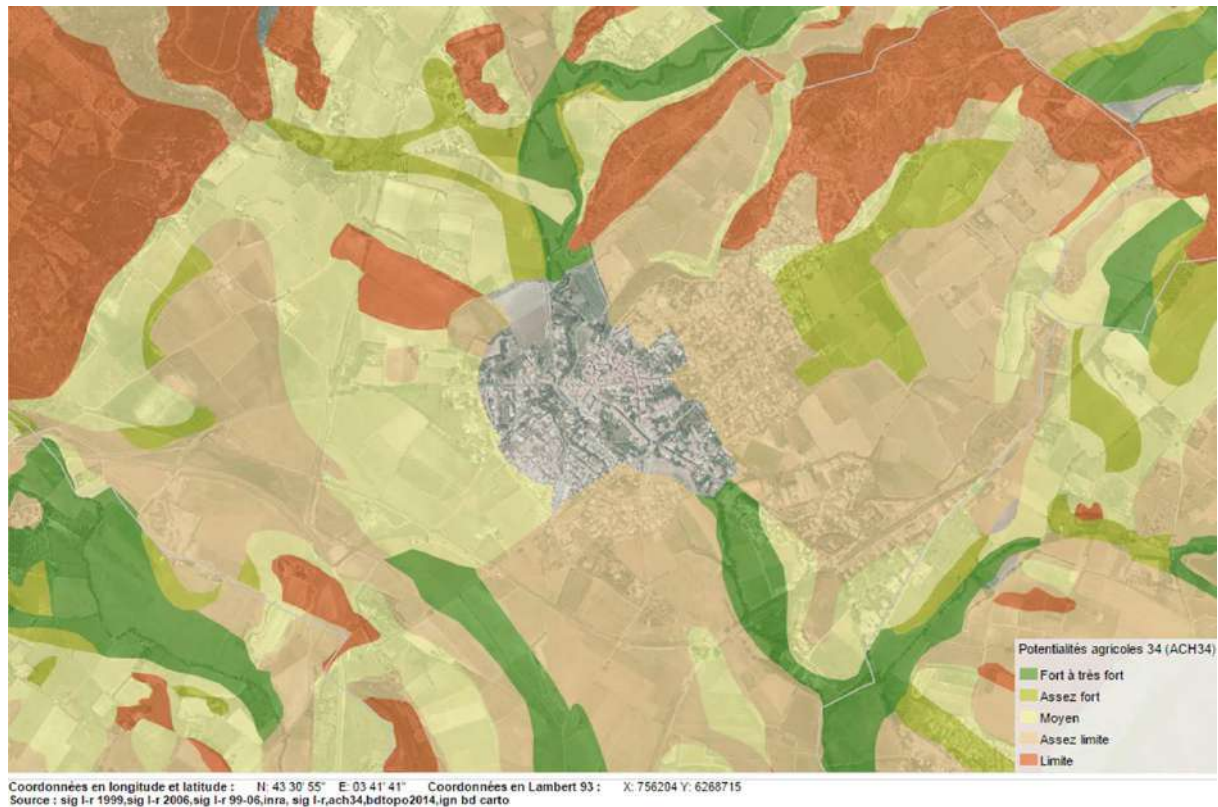 Potentialités agricoles 34 (ACH34)
Fort à très fort
Assez fort
Moyen
Assez limite
Limite
Coordonnées en longitude et latitude : N: 43 30' 55" E: 03 41' 41" Coordonnées en Lambert 93 : X: 756204 Y: 6268715
Source : sig l-r 1999,sig l-r 2006,sig l-r 99-06,inra, sig l-r,ach34,bdtopo2014,ign bd carto